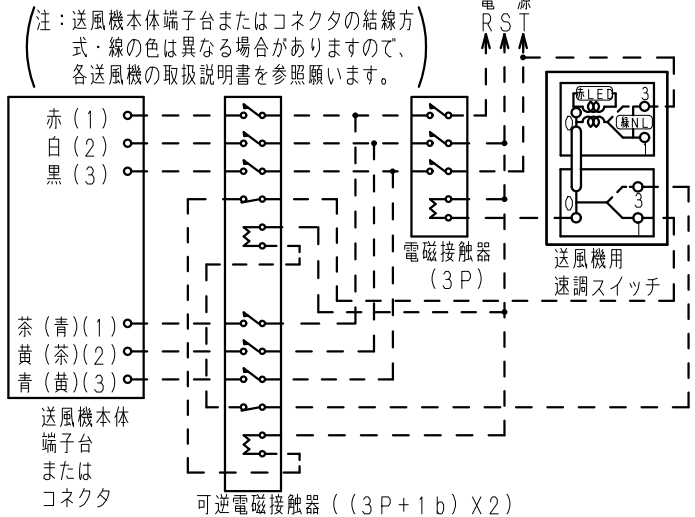 電 源
R S T
注：送風機本体端子台またはコネクタの結線方
式・線の色は異なる場合がありますので、
各送風機の取扱説明書を参照願います。
赤(1)
白(2)
黒(3)
赤LED
3
0
緑NL
1
0
3
1
電磁接触器
(3P)
送風機用
速調スイッチ
茶(青)(1)
黄(茶)(2)
青(黄)(3)
送風機本体
端子台
または
コネクタ
可逆電磁接触器((3P+1b)X2)